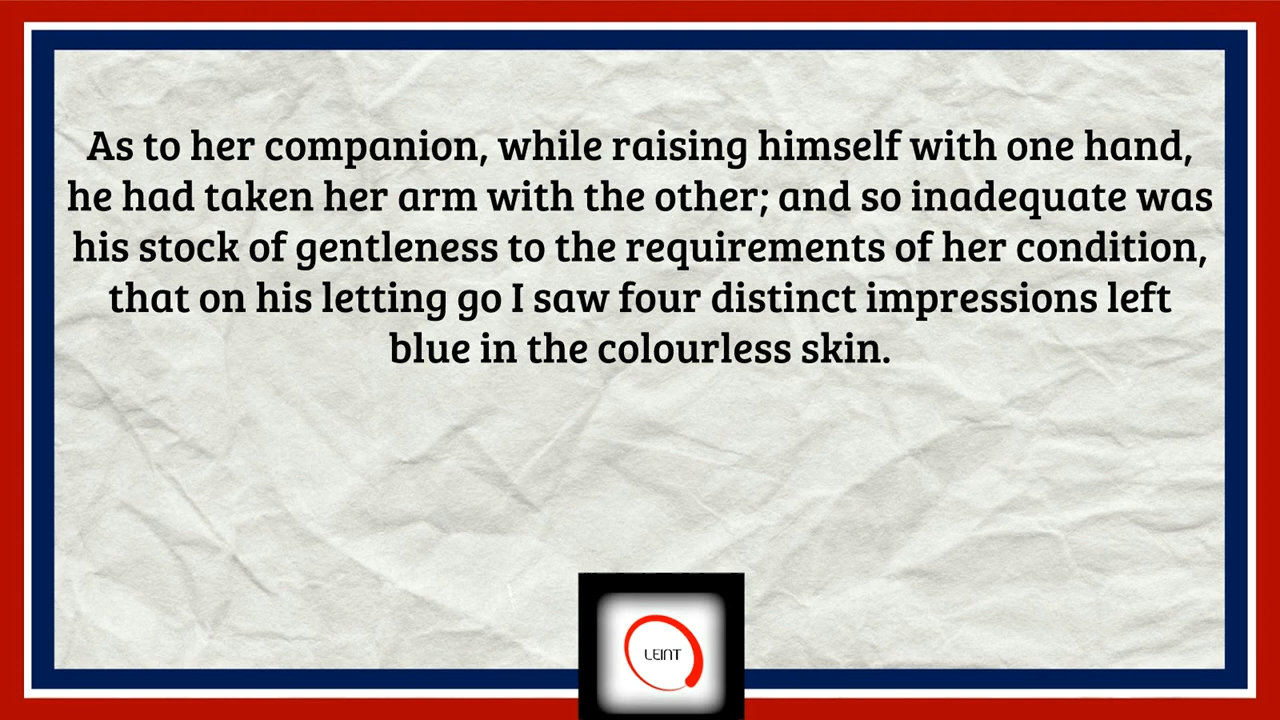 As to her companion, while raising himself with one hand,
he had taken her arm with the other; and so inadequate was
his stock of gentleness to the requirements of her condition,
that on his letting go I saw four distinct impressions left
blue in the colourless skin.
LEINT